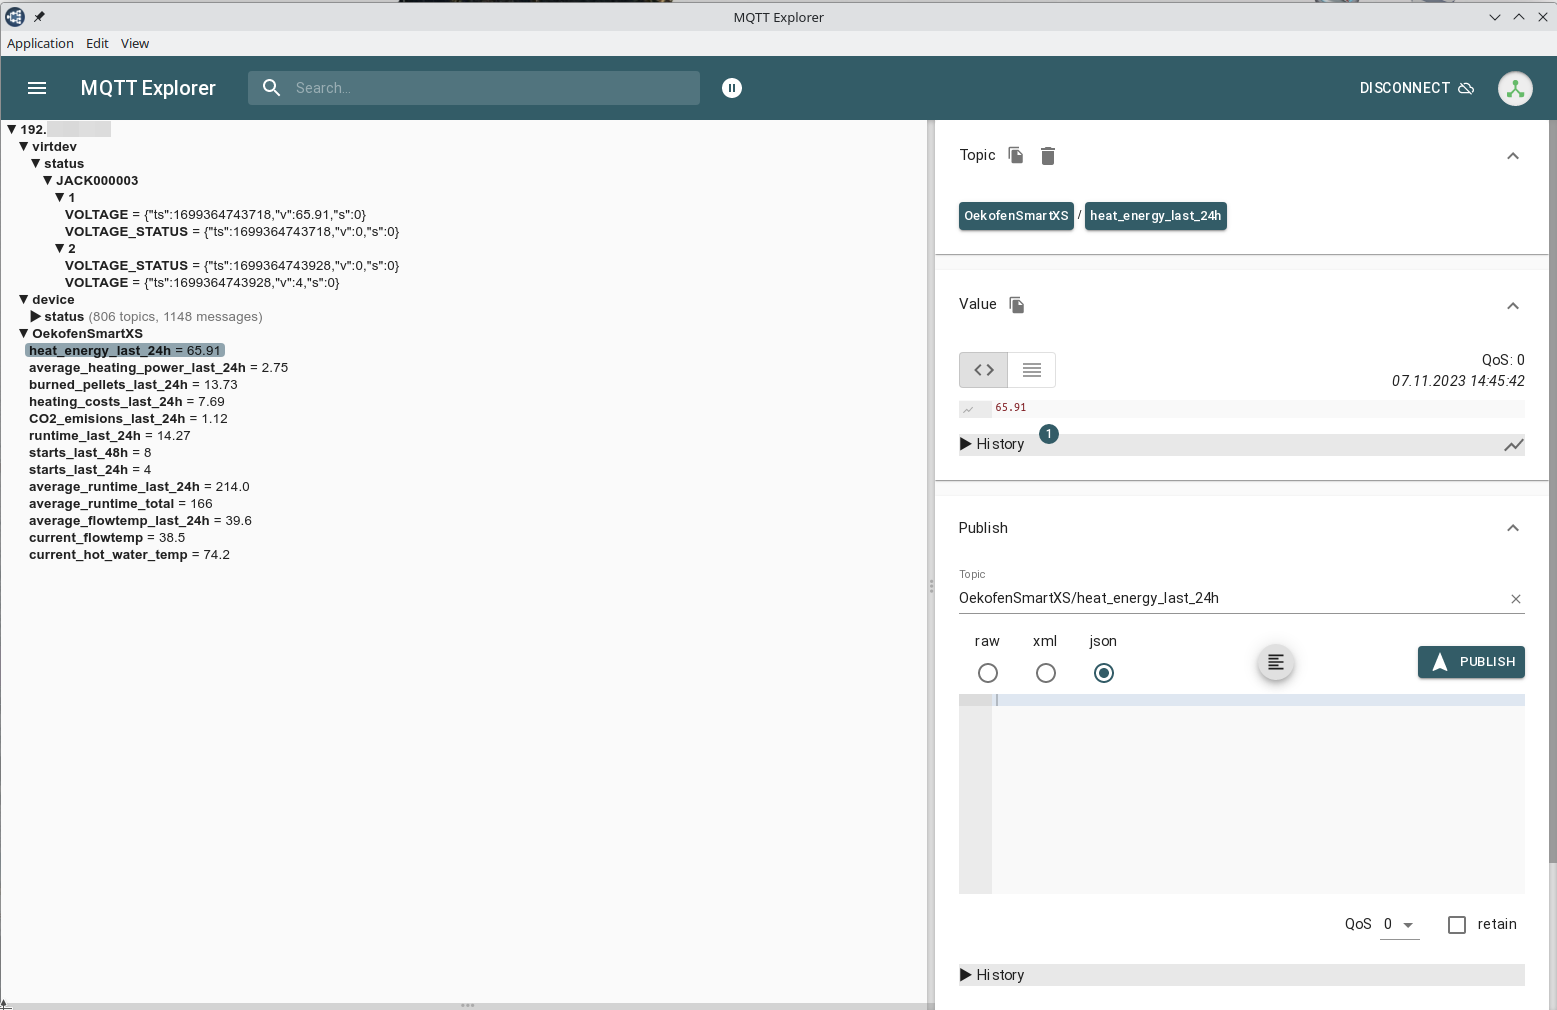 MQTT Explorer
Application Edit View
MQTT Explorer Search... DISCONNECT
192.
virtdev
status
JACK000003
1
VOLTAGE = {"ts":1699364743718,"v":65.91,"s":0}
VOLTAGE_STATUS = {"ts":1699364743718,"v":0,"s":0}
2
VOLTAGE_STATUS = {"ts":1699364743928,"v":0,"s":0}
VOLTAGE = {"ts":1699364743928,"v":4,"s":0}
device
status (806 topics, 1148 messages)
OekofenSmartXS
heat_energy_last_24h = 65.91
average_heating_power_last_24h = 2.75
burned_pellets_last_24h = 13.73
heating_costs_last_24h = 7.69
CO2_emisions_last_24h = 1.12
runtime_last_24h = 14.27
starts_last_48h = 8
starts_last_24h = 4
average_runtime_last_24h = 214.0
average_runtime_total = 166
average_flowtemp_last_24h = 39.6
current_flowtemp = 38.5
current_hot_water_temp = 74.2
Topic
OekofenSmartXS / heat_energy_last_24h
Value
QoS: 0
07.11.2023 14:45:42
65.91
History 1
Publish
Topic
OekofenSmartXS/heat_energy_last_24h
raw xml json
PUBLISH
QoS 0 retain
History